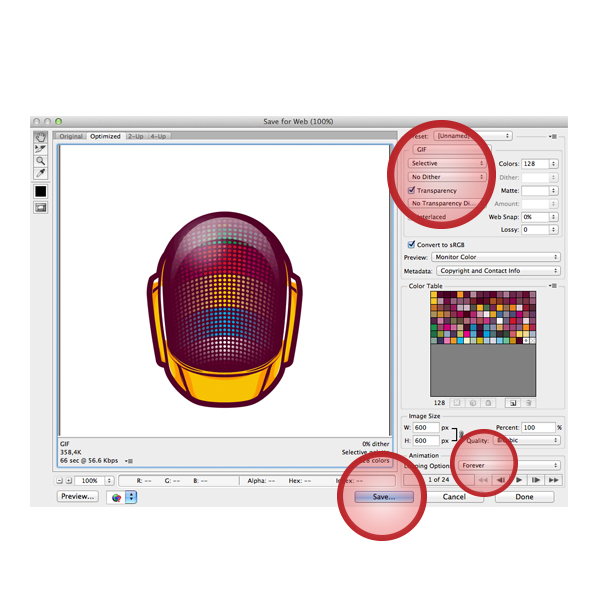 Save for Web (100%)
Original Optimized 2-Up 4-Up
Preset: [Unnamed]
GIF
Selective Colors: 128
No Dither Dither:
Transparency Matte:
No Transparency Di... Amount:
Interlaced Web Snap: 0%
Lossy: 0
Convert to sRGB
Preview: Monitor Color
Metadata: Copyright and Contact Info
Color Table
128
Image Size
W: 600 px Percent: 100 %
H: 600 px Quality:
Animation
Looping Options: Forever
1 of 24
GIF 0% dither
358,4K Selective
66 sec @ 56.6 Kbps 128 colors
100% R: -- G: -- B: -- Alpha: -- Hex: -- Index: --
Preview... Save... Cancel Done